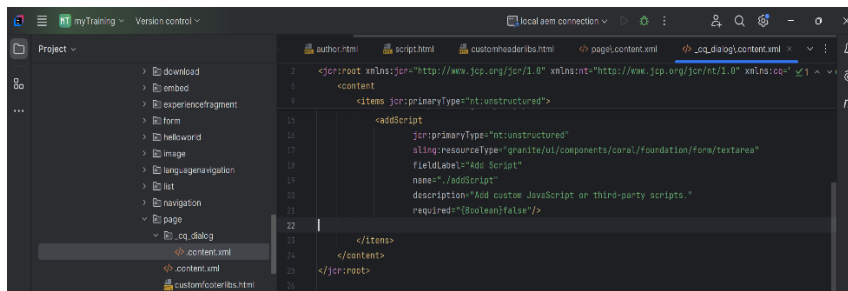 MT myTraining Version control local aem connection
Project
author.html script.html customheaderlibs.html page\.content.xml _cq_dialog\.content.xml
download
embed
experiencefragment
form
helloworld
image
languagenavigation
list
navigation
page
_cq_dialog
.content.xml
.content.xml
customfooterlibs.html
2 <jcr:root xmlns:jcr="http://www.jcp.org/jcr/1.0" xmlns:nt="http://www.jcp.org/jcr/nt/1.0" xmlns:cq=" 1
8 <content
9 <items jcr:primaryType="nt:unstructured">
15 <addScript
16 jcr:primaryType="nt:unstructured"
17 sling:resourceType="granite/ui/components/coral/foundation/form/textarea"
18 fieldLabel="Add Script"
19 name="./addScript"
20 description="Add custom JavaScript or third-party scripts."
21 required="{Boolean}false"/>
22
23 </items>
24 </content>
25 </jcr:root>
26